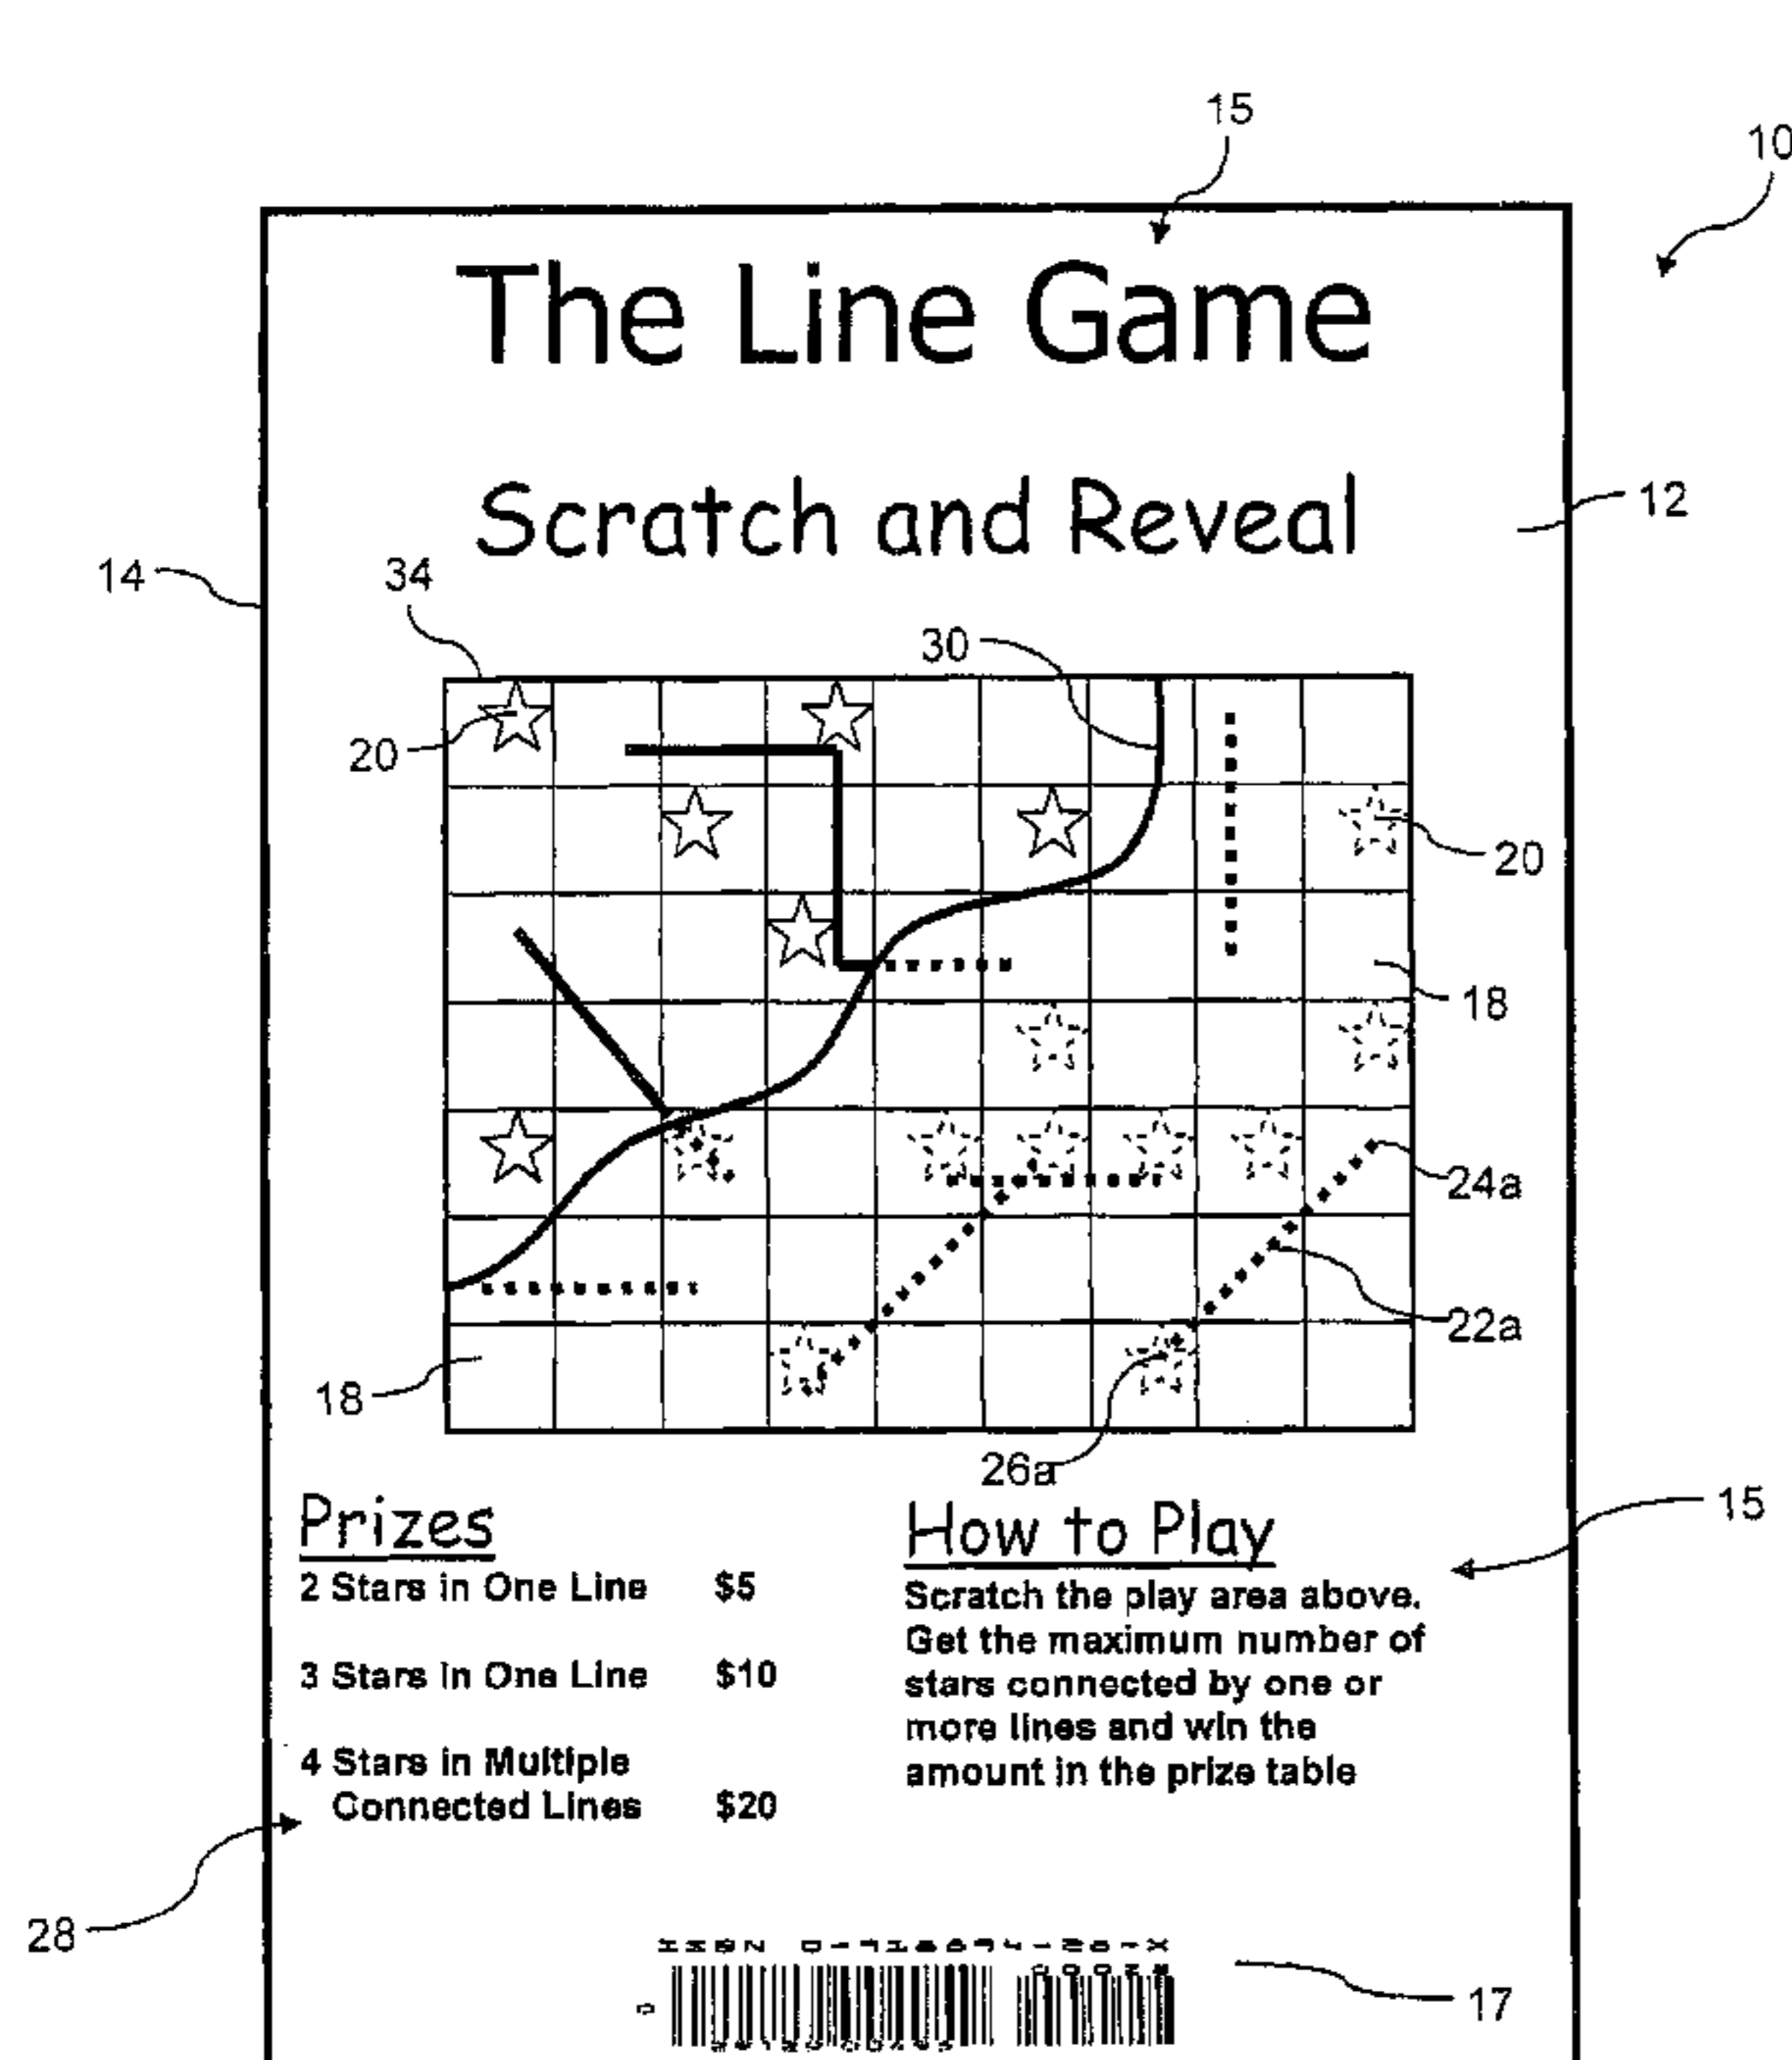 15
10
The Line Game
12
Scratch and Reveal
14
34
30
20
20
18
24a
22a
18
26a
Prizes
2 Stars in One Line $5
3 Stars in One Line $10
4 Stars in Multiple
Connected Lines $20
How to Play
Scratch the play area above.
Get the maximum number of
stars connected by one or
more lines and win the
amount in the prize table
15
28
17